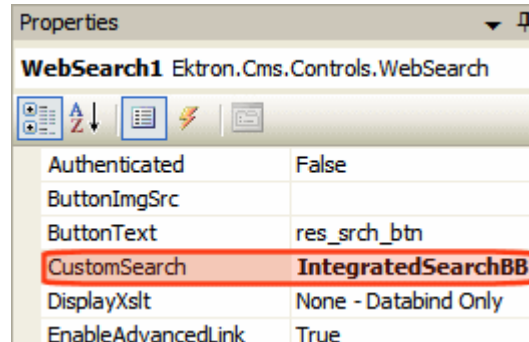 Properties
WebSearch1 Ektron.Cms.Controls.WebSearch
Authenticated False
ButtonImgSrc
ButtonText res_srch_btn
CustomSearch IntegratedSearchBB
DisplayXslt None - Databind Only
EnableAdvancedLink True